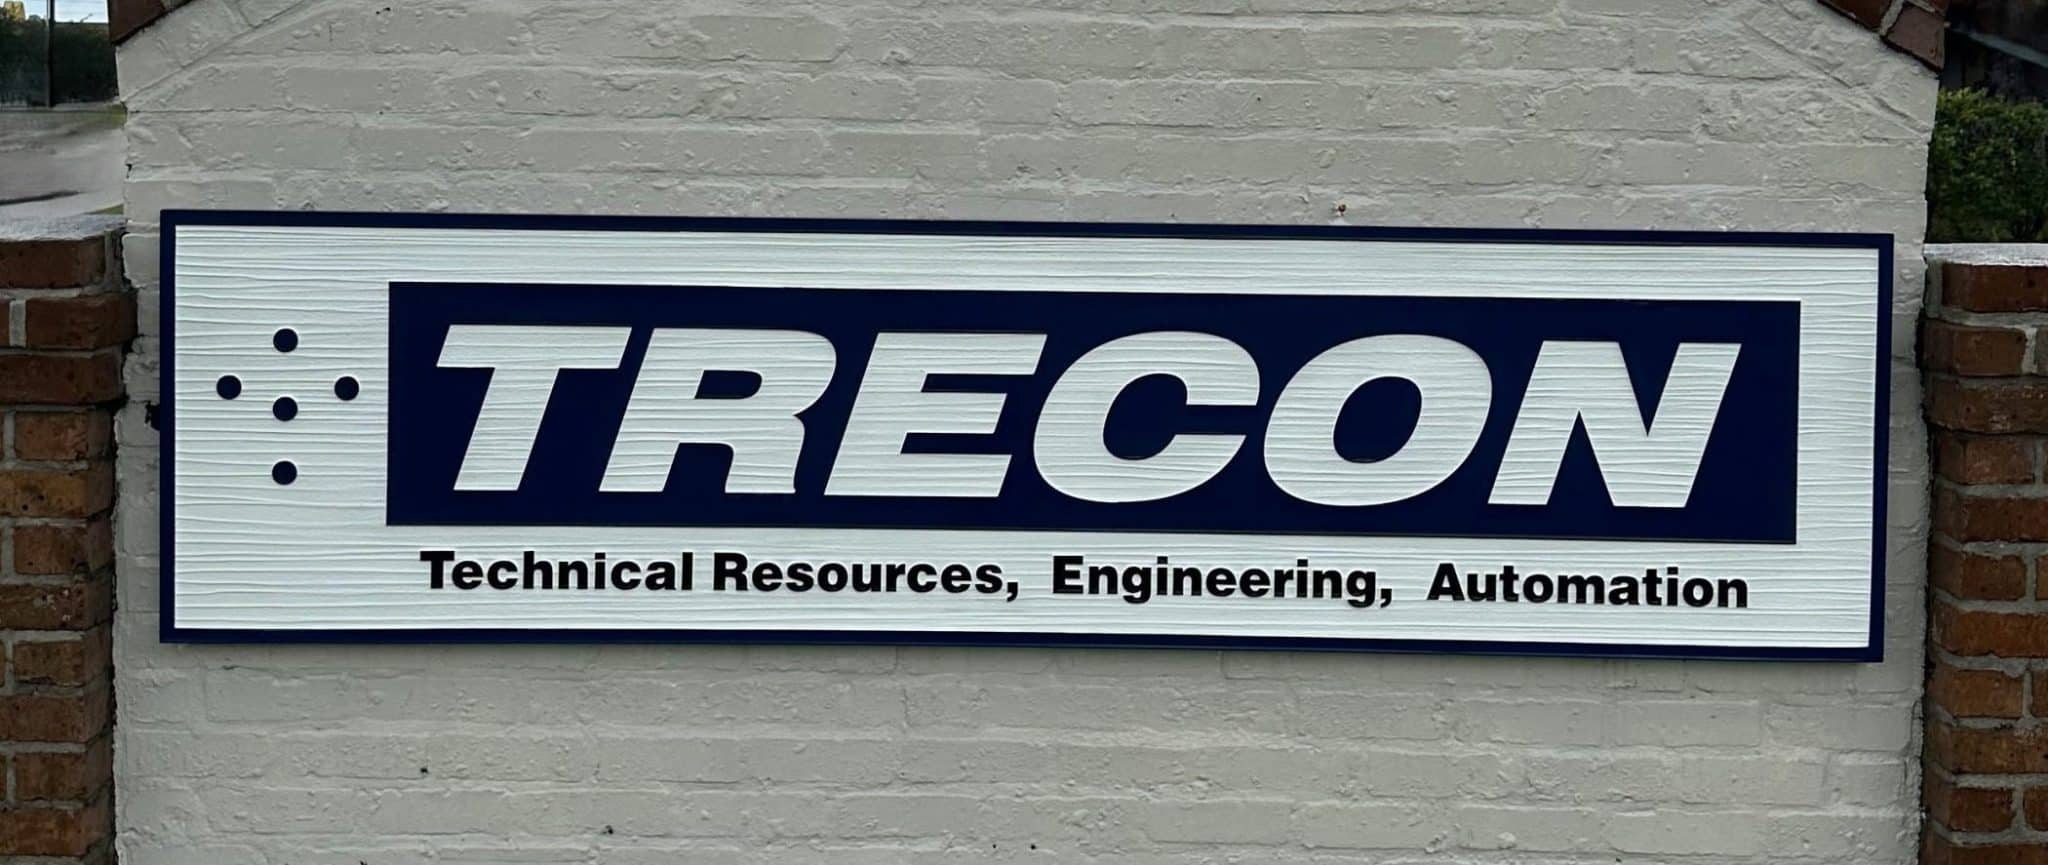 TRECON
Technical Resources, Engineering, Automation